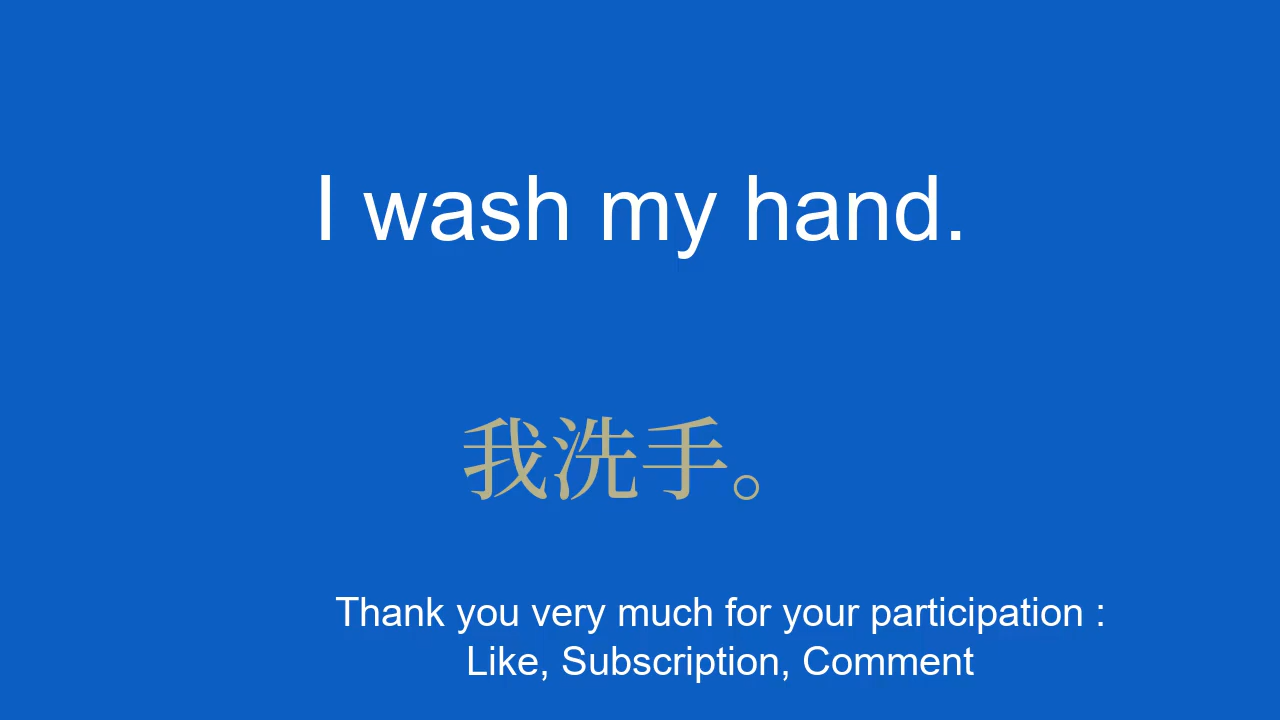 I wash my hand.
我洗手。
Thank you very much for your participation :
Like, Subscription, Comment